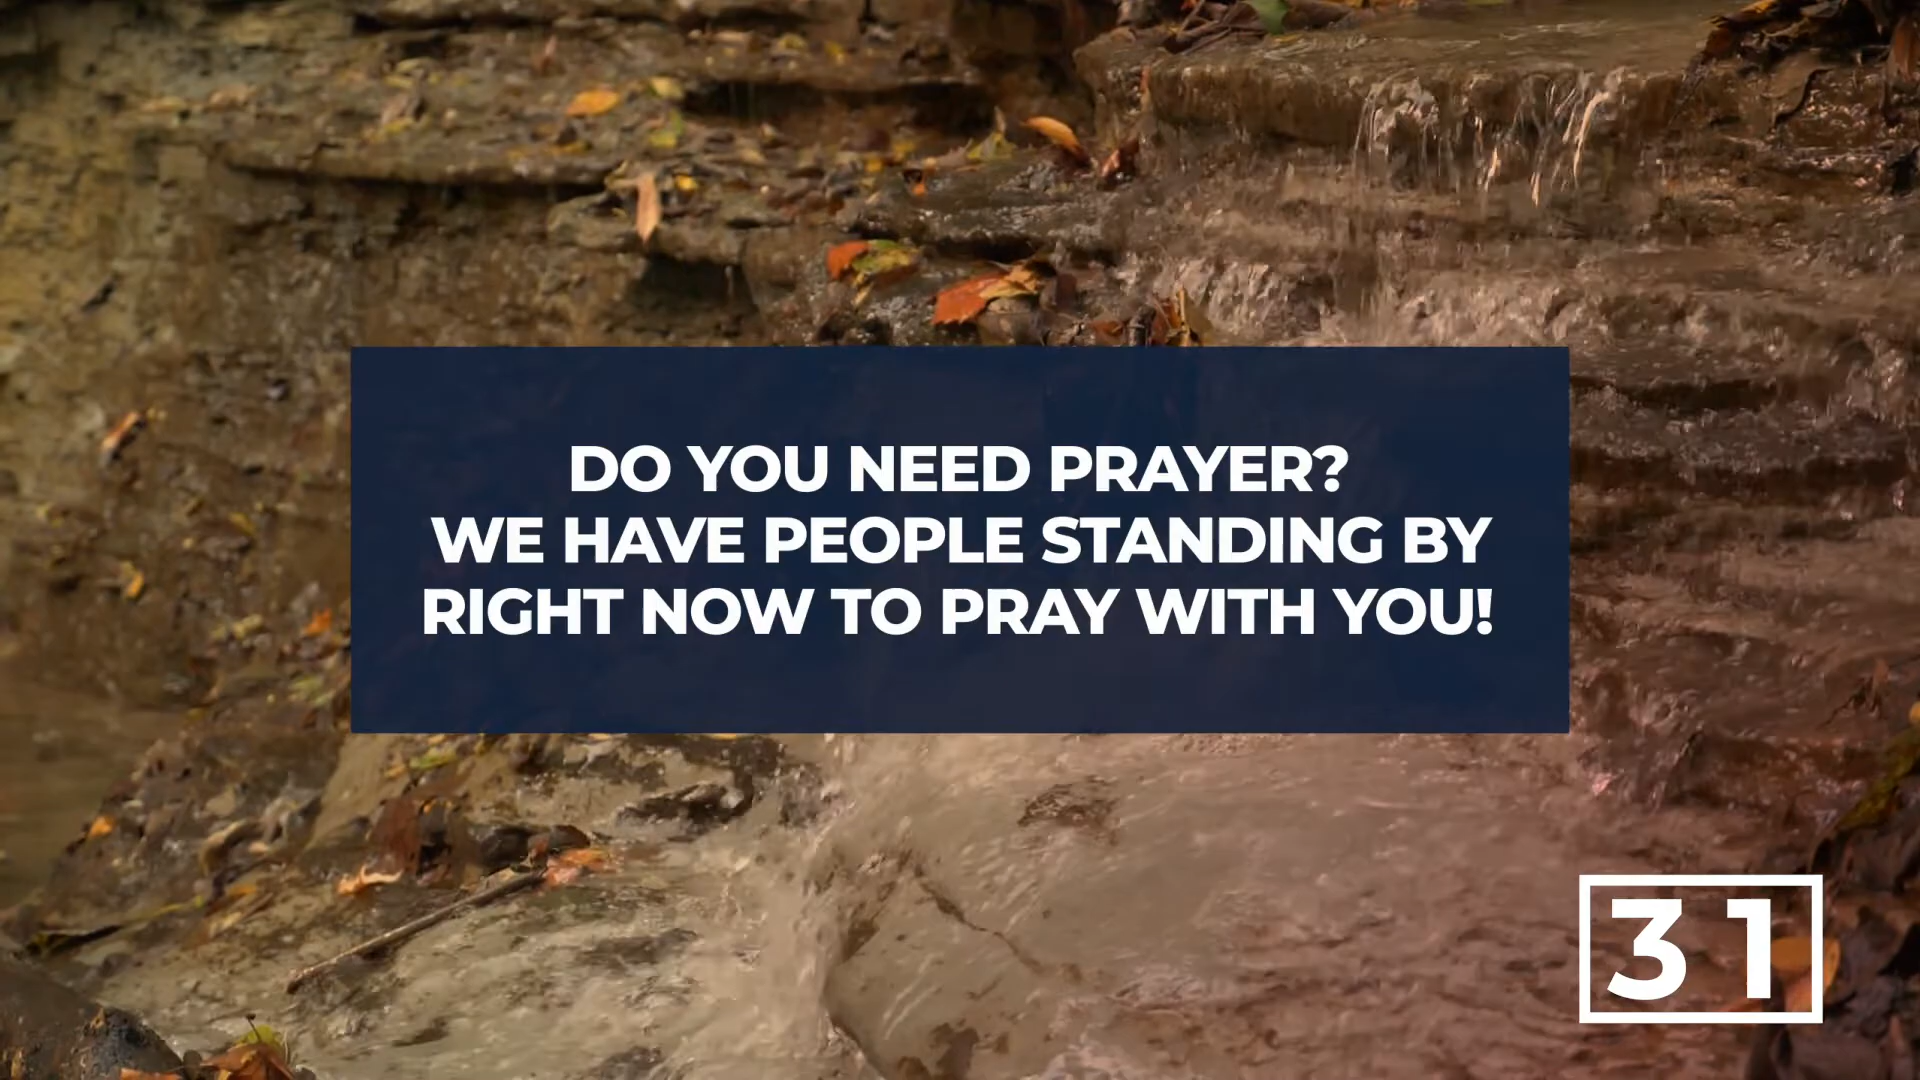 DO YOU NEED PRAYER?
WE HAVE PEOPLE STANDING BY
RIGHT NOW TO PRAY WITH YOU!
31